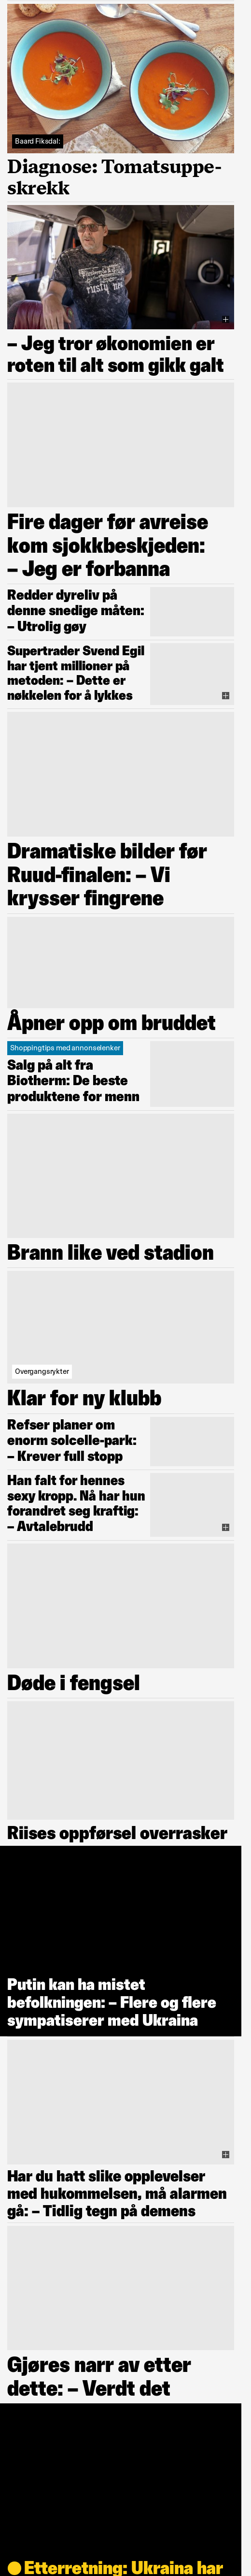 Baard Fiksdal:
Diagnose: Tomatsuppe-
skrekk
rusty
– Jeg tror økonomien er
roten til alt som gikk galt
Fire dager før avreise
kom sjokkbeskjeden:
– Jeg er forbanna
Redder dyreliv på
denne snedige måten:
– Utrolig gøy
Supertrader Svend Egil
har tjent millioner på
metoden: – Dette er
nøkkelen for å lykkes
Dramatiske bilder før
Ruud-finalen: – Vi
krysser fingrene
Åpner opp om bruddet
Shoppingtips med annonselenker
Salg på alt fra
Biotherm: De beste
produktene for menn
Brann like ved stadion
Overgangsrykter
Klar for ny klubb
Refser planer om
enorm solcelle-park:
– Krever full stopp
Han falt for hennes
sexy kropp. Nå har hun
forandret seg kraftig:
– Avtalebrudd
Døde i fengsel
Riises oppførsel overrasker
Putin kan ha mistet
befolkningen: – Flere og flere
sympatiserer med Ukraina
Har du hatt slike opplevelser
med hukommelsen, må alarmen
gå: – Tidlig tegn på demens
Gjøres narr av etter
dette: – Verdt det
Etterretning: Ukraina har